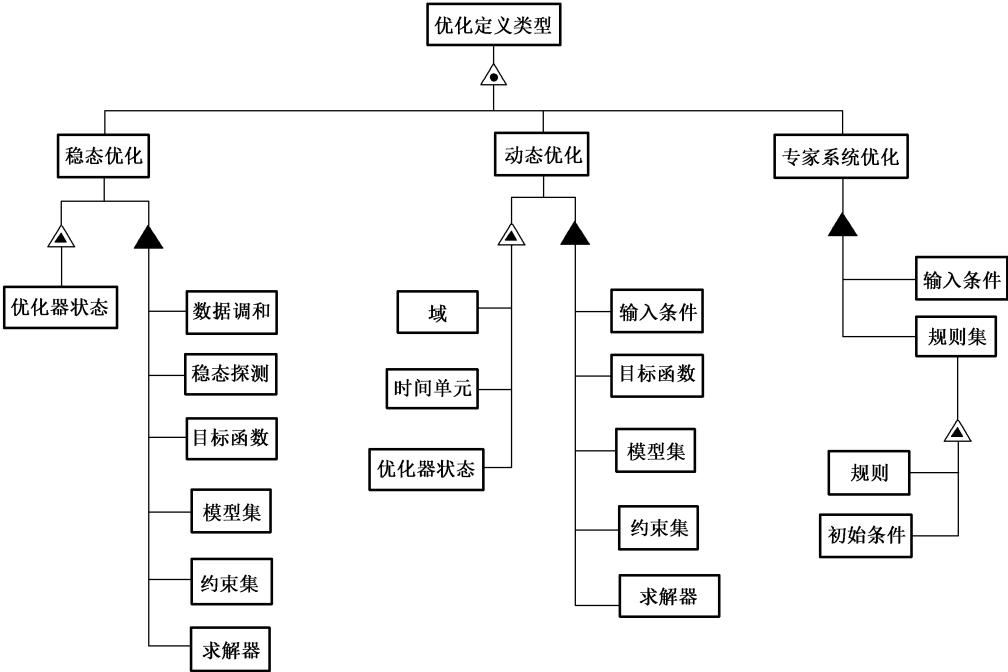 优化定义类型
稳态优化
动态优化
专家系统优化
优化器状态
数据调和
稳态探测
目标函数
模型集
约束集
求解器
域
时间单元
优化器状态
输入条件
目标函数
模型集
约束集
求解器
输入条件
规则集
规则
初始条件